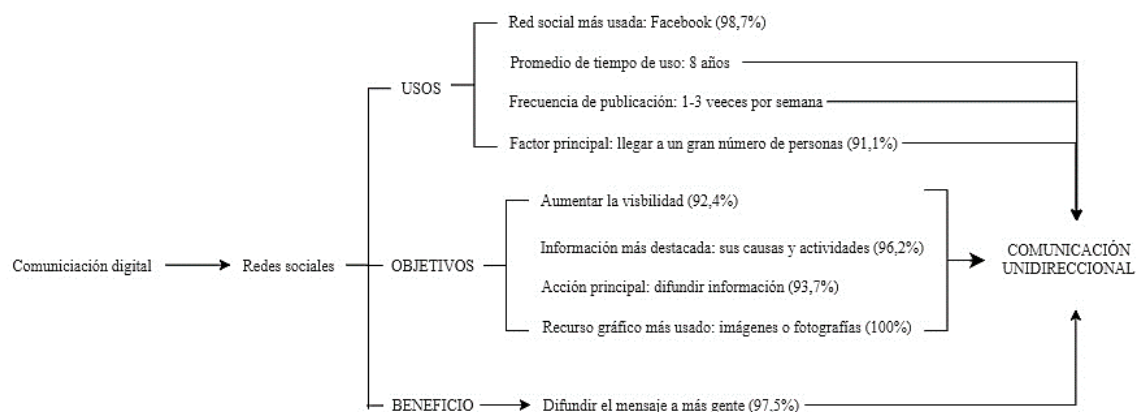 Red social más usada: Facebook (98,7%)
Promedio de tiempo de uso: 8 años
USOS
Frecuencia de publicación: 1-3 veeces por semana
Factor principal: llegar a un gran número de personas (91,1%)
Aumentar la visbilidad (92,4%)
Información más destacada: sus causas y actividades (96,2%)
Comuniciación digital
Redes sociales
OBJETIVOS
COMUNICACIÓN
UNIDIRECCIONAL
Acción principal: difundir información (93,7%)
Recurso gráfico más usado: imágenes o fotografías (100%)
BENEFICIO
Difundir el mensaje a más gente (97,5%)